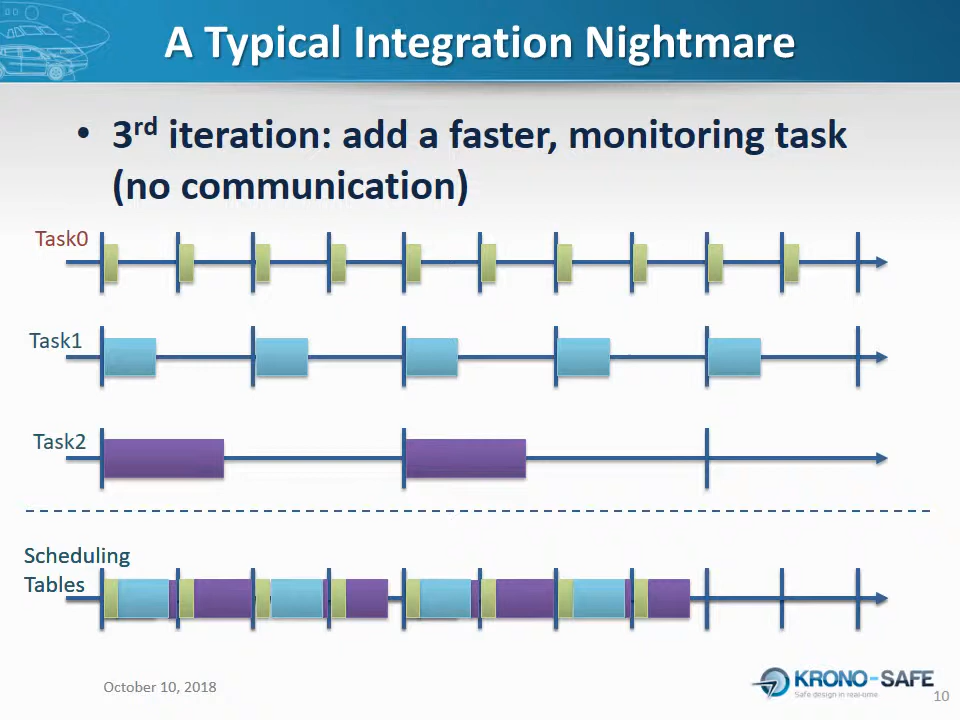 A Typical Integration Nightmare
• 3rd iteration: add a faster, monitoring task
(no communication)
Task0
Task1
Task2
Scheduling
Tables
October 10, 2018
KRONO-SAFE
Safe design in real-time
10